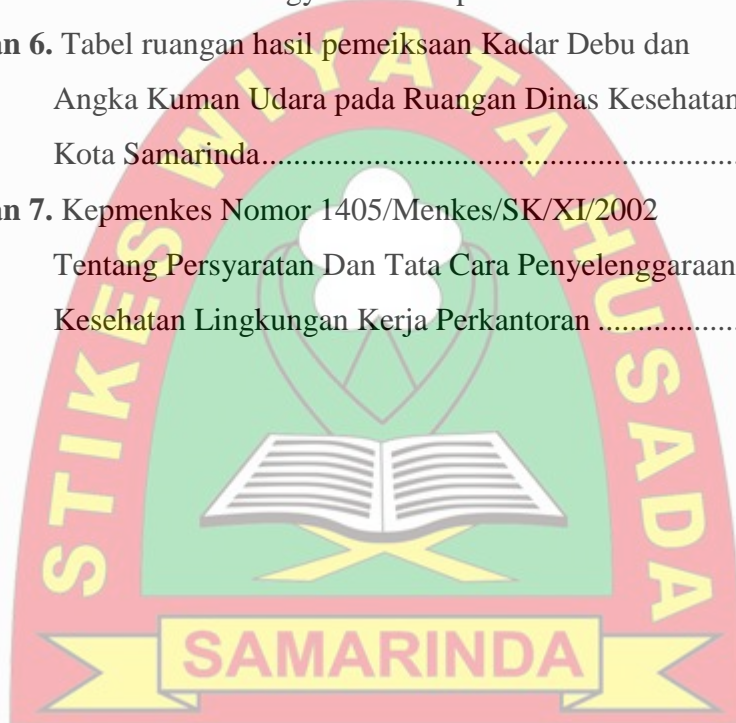 an 6. Tabel ruangan hasil pemeiksaan Kadar Debu dan
Angka Kuman Udara pada Ruangan Dinas Kesehatan
Kota Samarinda...............................................................
an 7. Kepmenkes Nomor 1405/Menkes/SK/XI/2002
Tentang Persyaratan Dan Tata Cara Penyelenggaraan
Kesehatan Lingkungan Kerja Perkantoran ..................
STIKES WIYATA HUSADA
SAMARINDA